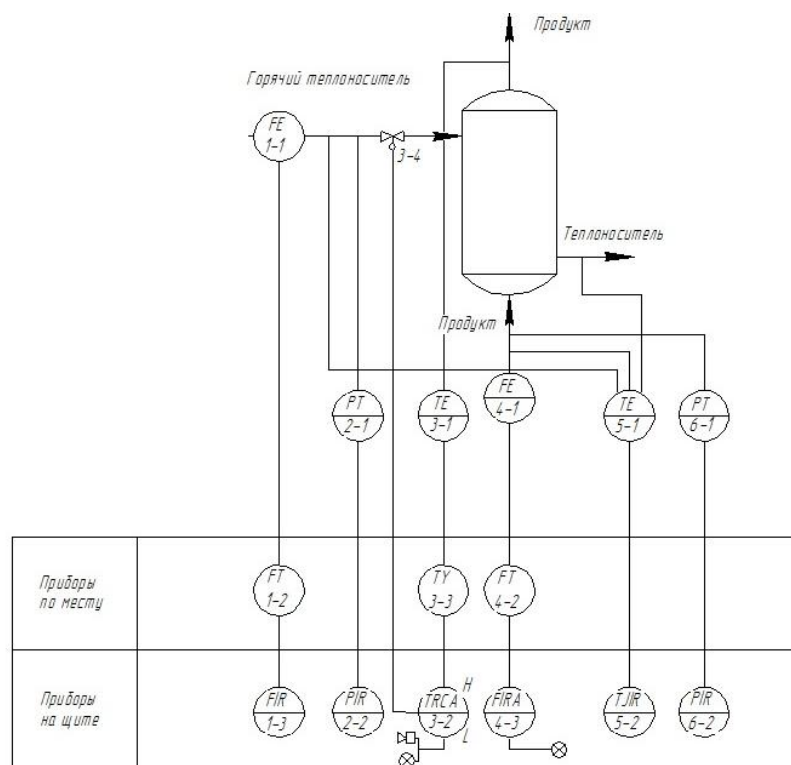 Продукт
Горячий теплоноситель
FE
1-1
3-4
Теплоноситель
Продукт
PT
2-1
TE
3-1
FE
4-1
TE
5-1
PT
6-1
Приборы
по месту
FT
1-2
TY
3-3
FT
4-2
Приборы
на щите
FIR
1-3
PIR
2-2
TRCA
3-2
H
L
FIRA
4-3
TJIR
5-2
PIR
6-2